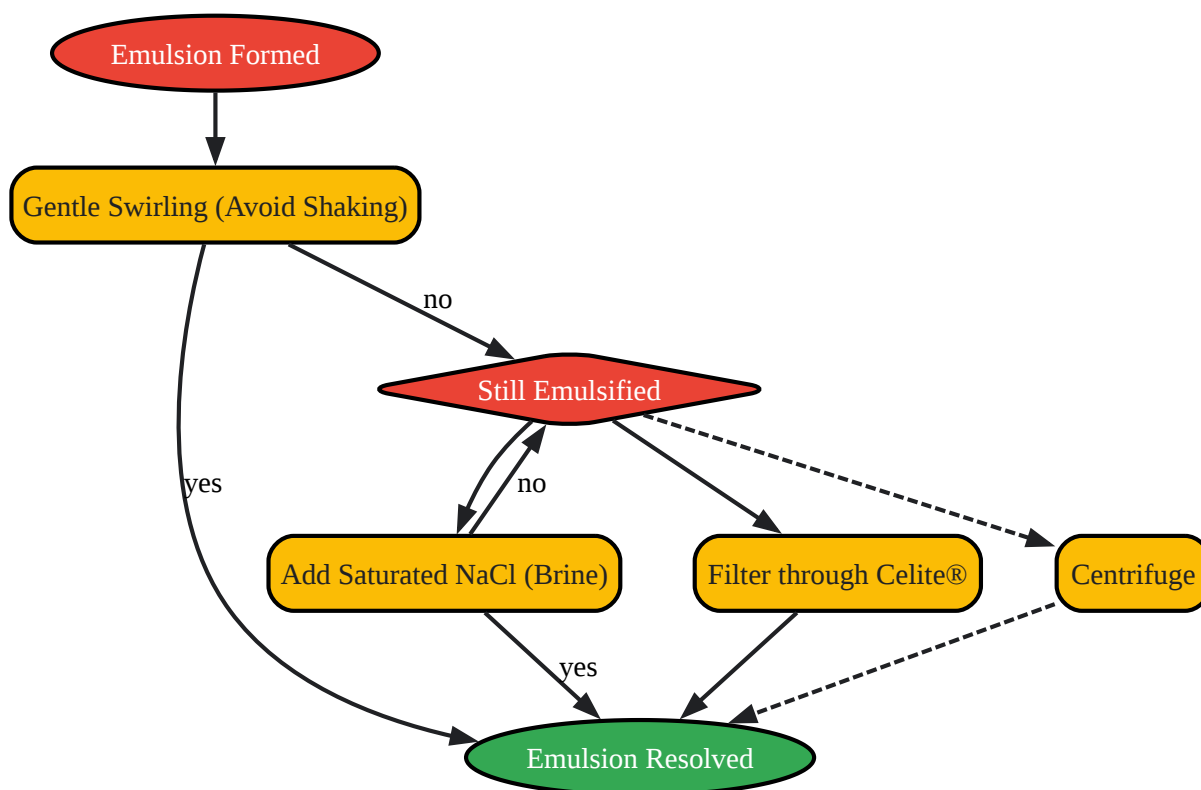 Emulsion Formed
Gentle Swirling (Avoid Shaking)
no
Still Emulsified
yes
no
Add Saturated NaCl (Brine)
Filter through Celite®
Centrifuge
yes
Emulsion Resolved